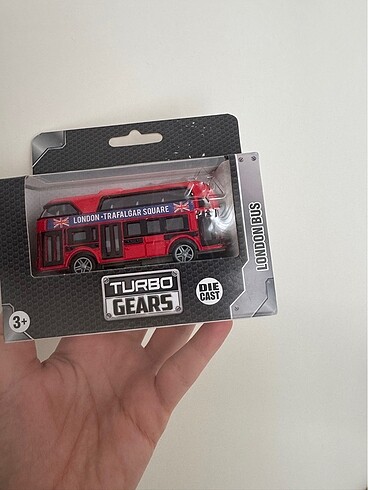 LONDON•TRAFALGAR SQUARE
TURBO
GEARS
DIE
CAST
LONDON BUS
3+